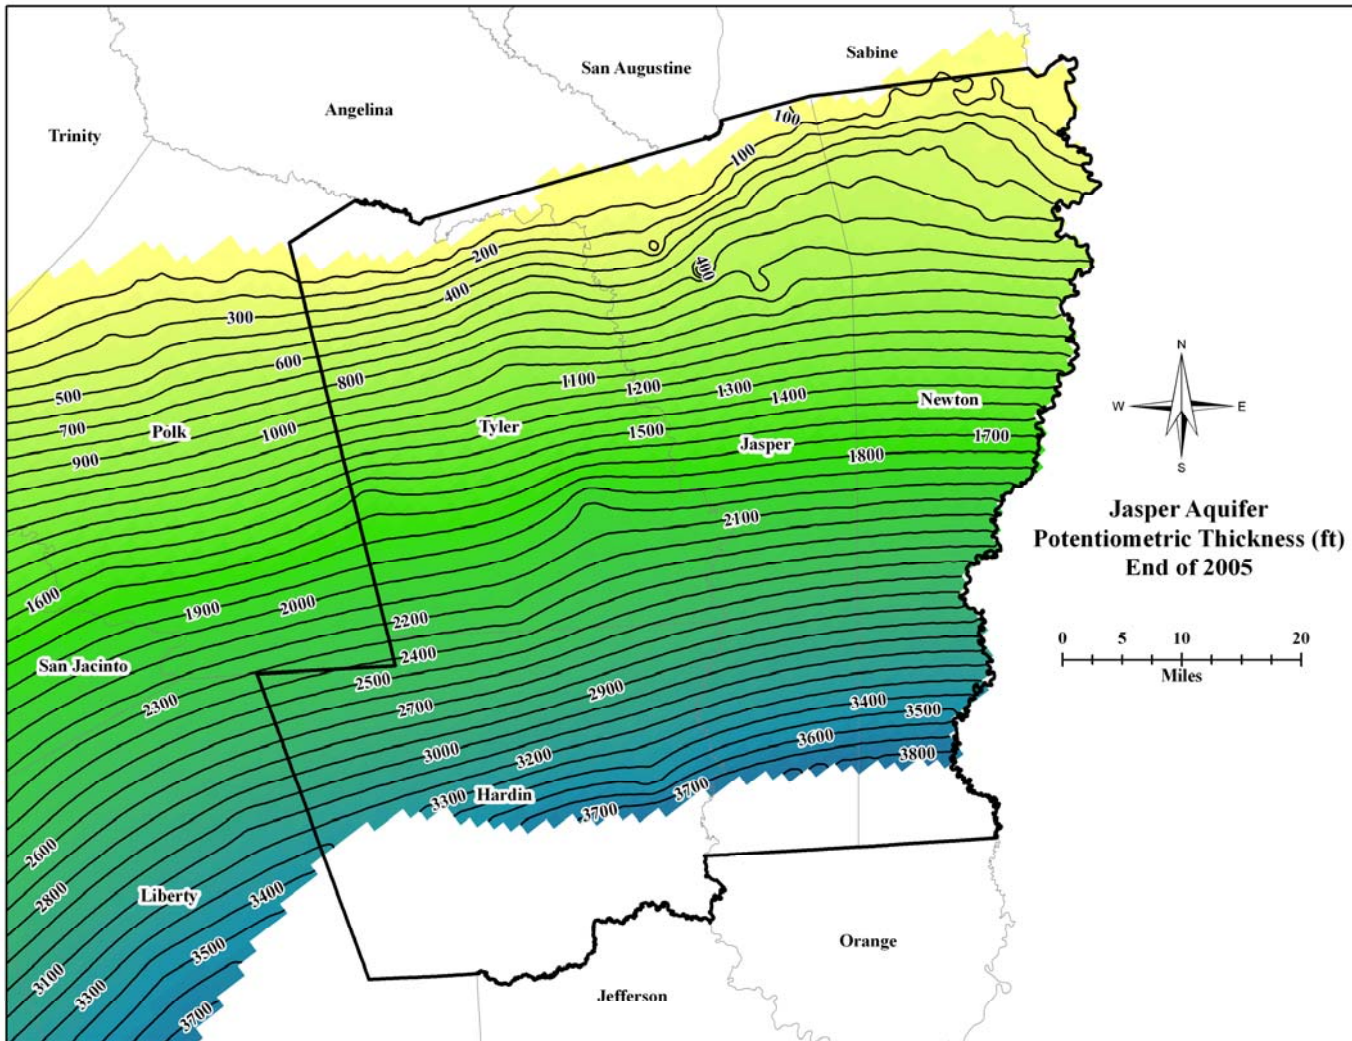 Sabine
San Augustine
Angelina
Trinity
100
100
200
400
400
300
600
800
500
1100
1200
1300
1400
Newton
700
Polk
1000
Tyler
1500
Jasper
1700
900
1800
2100
1600
1900
2000
2200
San Jacinto
2400
2500
2300
2700
2900
3400
3500
3000
3200
3600
3800
3300
Hardin
3700
3700
2600
2800
Liberty
3400
3500
3100
3300
3700
Orange
Jefferson
N
W
E
S
Jasper Aquifer
Potentiometric Thickness (ft)
End of 2005
0 5 10 20
Miles